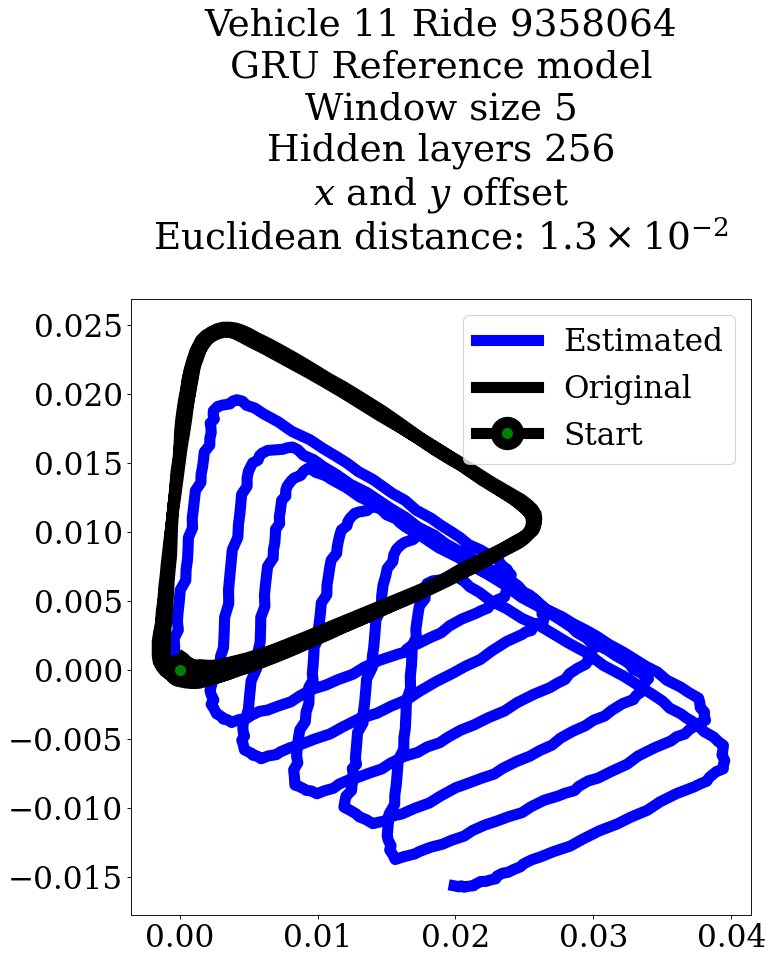 Vehicle 11 Ride 9358064
GRU Reference model
Window size 5
Hidden layers 256
x and y offset
Euclidean distance: 1.3 × 10⁻²
Estimated
Original
Start
0.025
0.020
0.015
0.010
0.005
0.000
−0.005
−0.010
−0.015
0.00 0.01 0.02 0.03 0.04